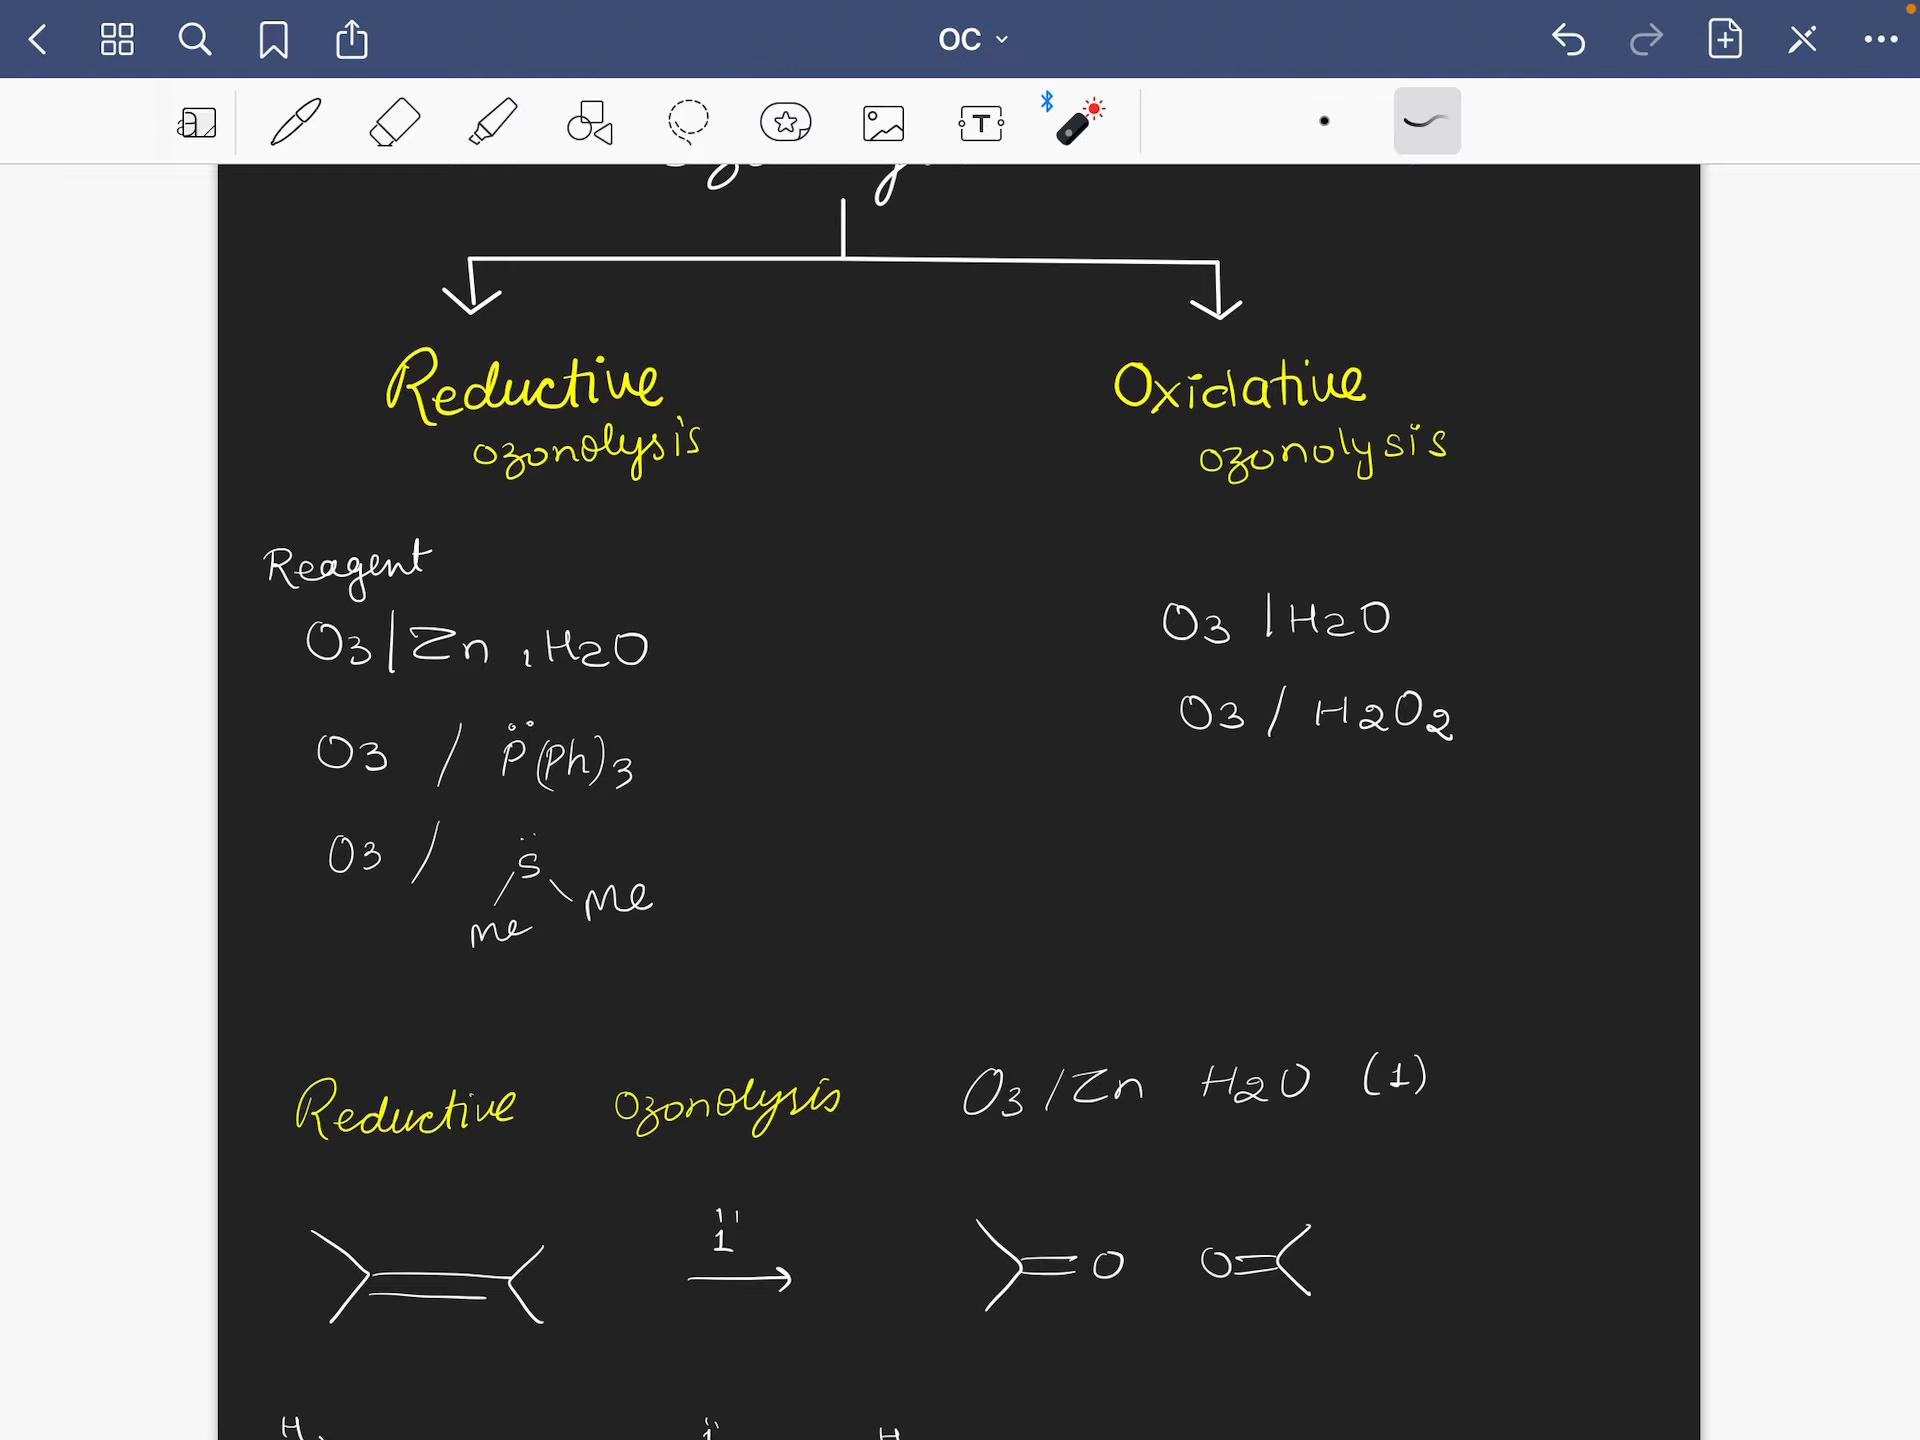 OC
T
Reductive
ozonolysis
Oxidative
ozonolysis
Reagent
O3/Zn, H2O
O3 / P(Ph)3
O3 / S
Me
Me
O3 / H2O
O3 / H2O2
Reductive ozonolysis O3/Zn H2O (1)
1
O O
H 1 H